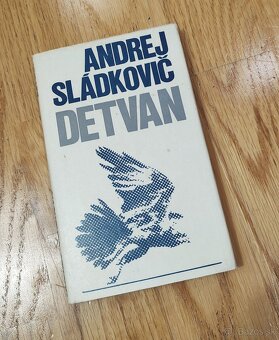 ANDREJ
SLÁDKOVIČ
DETVAN